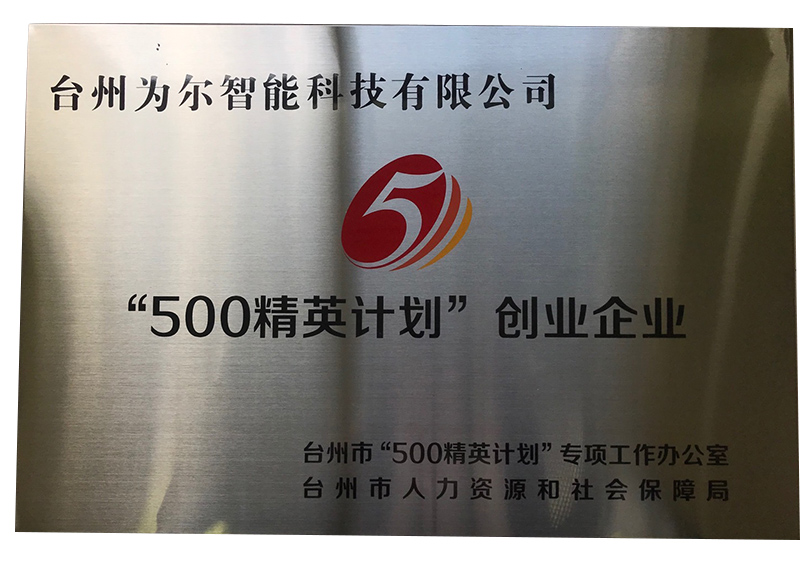 台州为尔智能科技有限公司
5
“500精英计划”创业企业
台州市“500精英计划”专项工作办公室
台州市人力资源和社会保障局